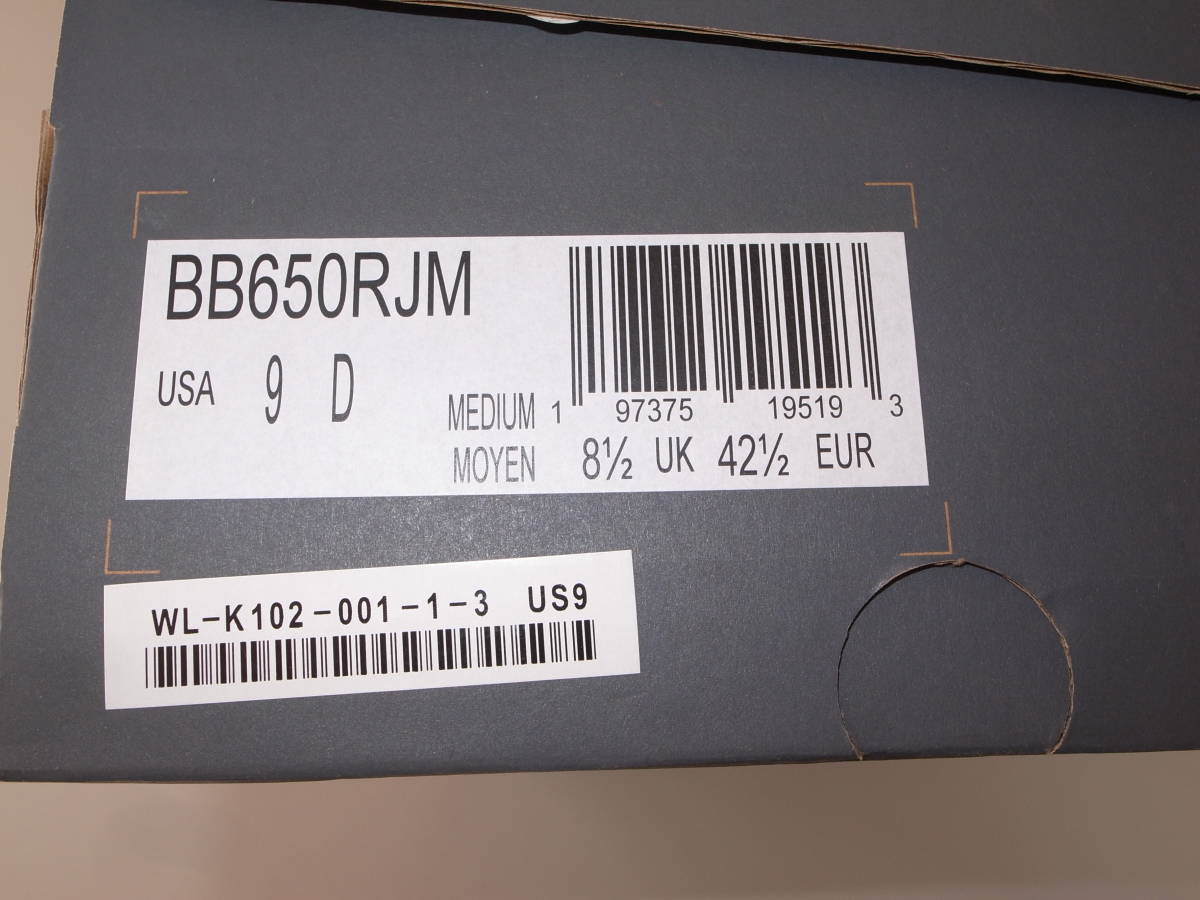 BB650RJM
USA 9 D
MEDIUM
MOYEN
1 97375 19519 3
8½ UK 42½ EUR
WL-K102-001-1-3 US9